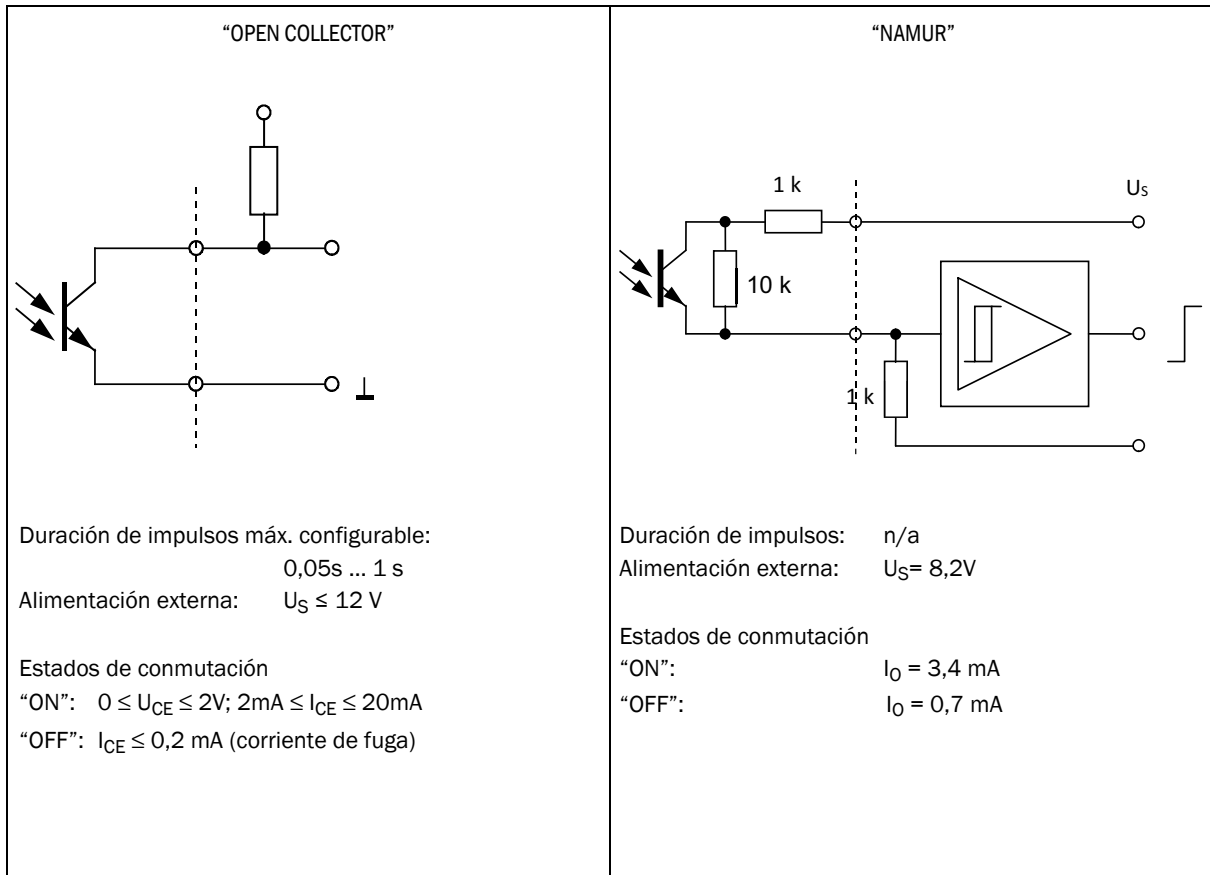 “OPEN COLLECTOR”
Duración de impulsos máx. configurable:
0,05s ... 1 s
Alimentación externa: US ≤ 12 V
Estados de conmutación
“ON”: 0 ≤ UCE ≤ 2V; 2mA ≤ ICE ≤ 20mA
“OFF”: ICE ≤ 0,2 mA (corriente de fuga)
“NAMUR”
1 k
US
10 k
1 k
Duración de impulsos: n/a
Alimentación externa: US= 8,2V
Estados de conmutación
“ON”: IO = 3,4 mA
“OFF”: IO = 0,7 mA